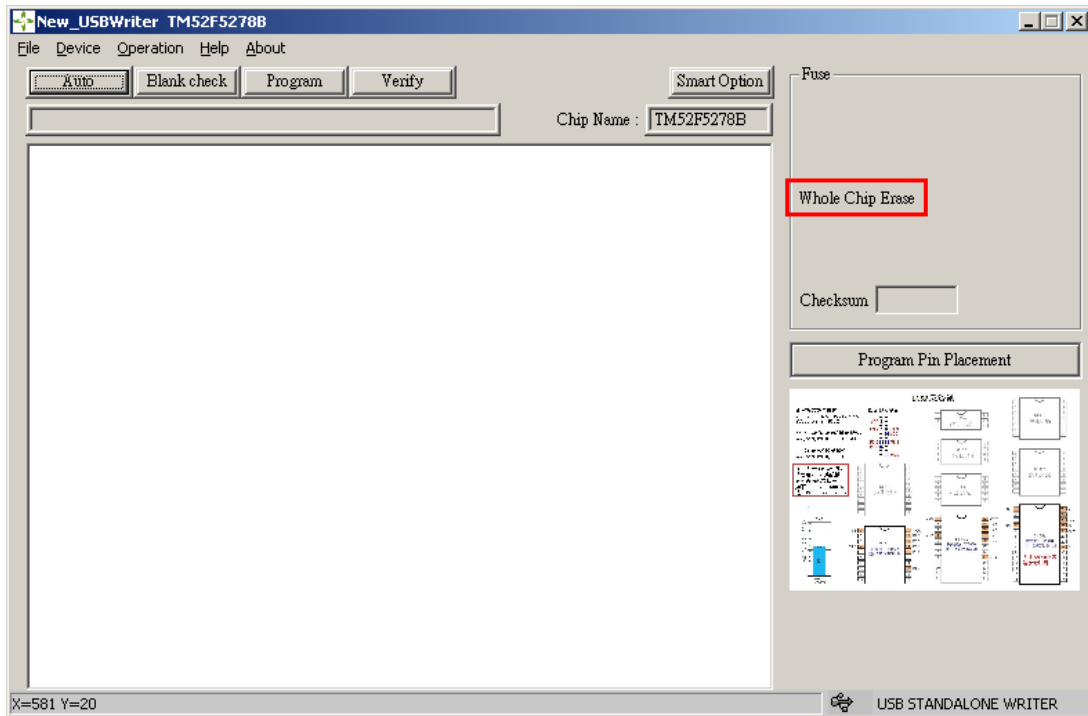 New_USBWriter TM52F5278B
File Device Operation Help About
Auto Blank check Program Verify Smart Option
Chip Name : TM52F5278B
Fuse
Whole Chip Erase
Checksum
Program Pin Placement
X=581 Y=20
USB STANDALONE WRITER